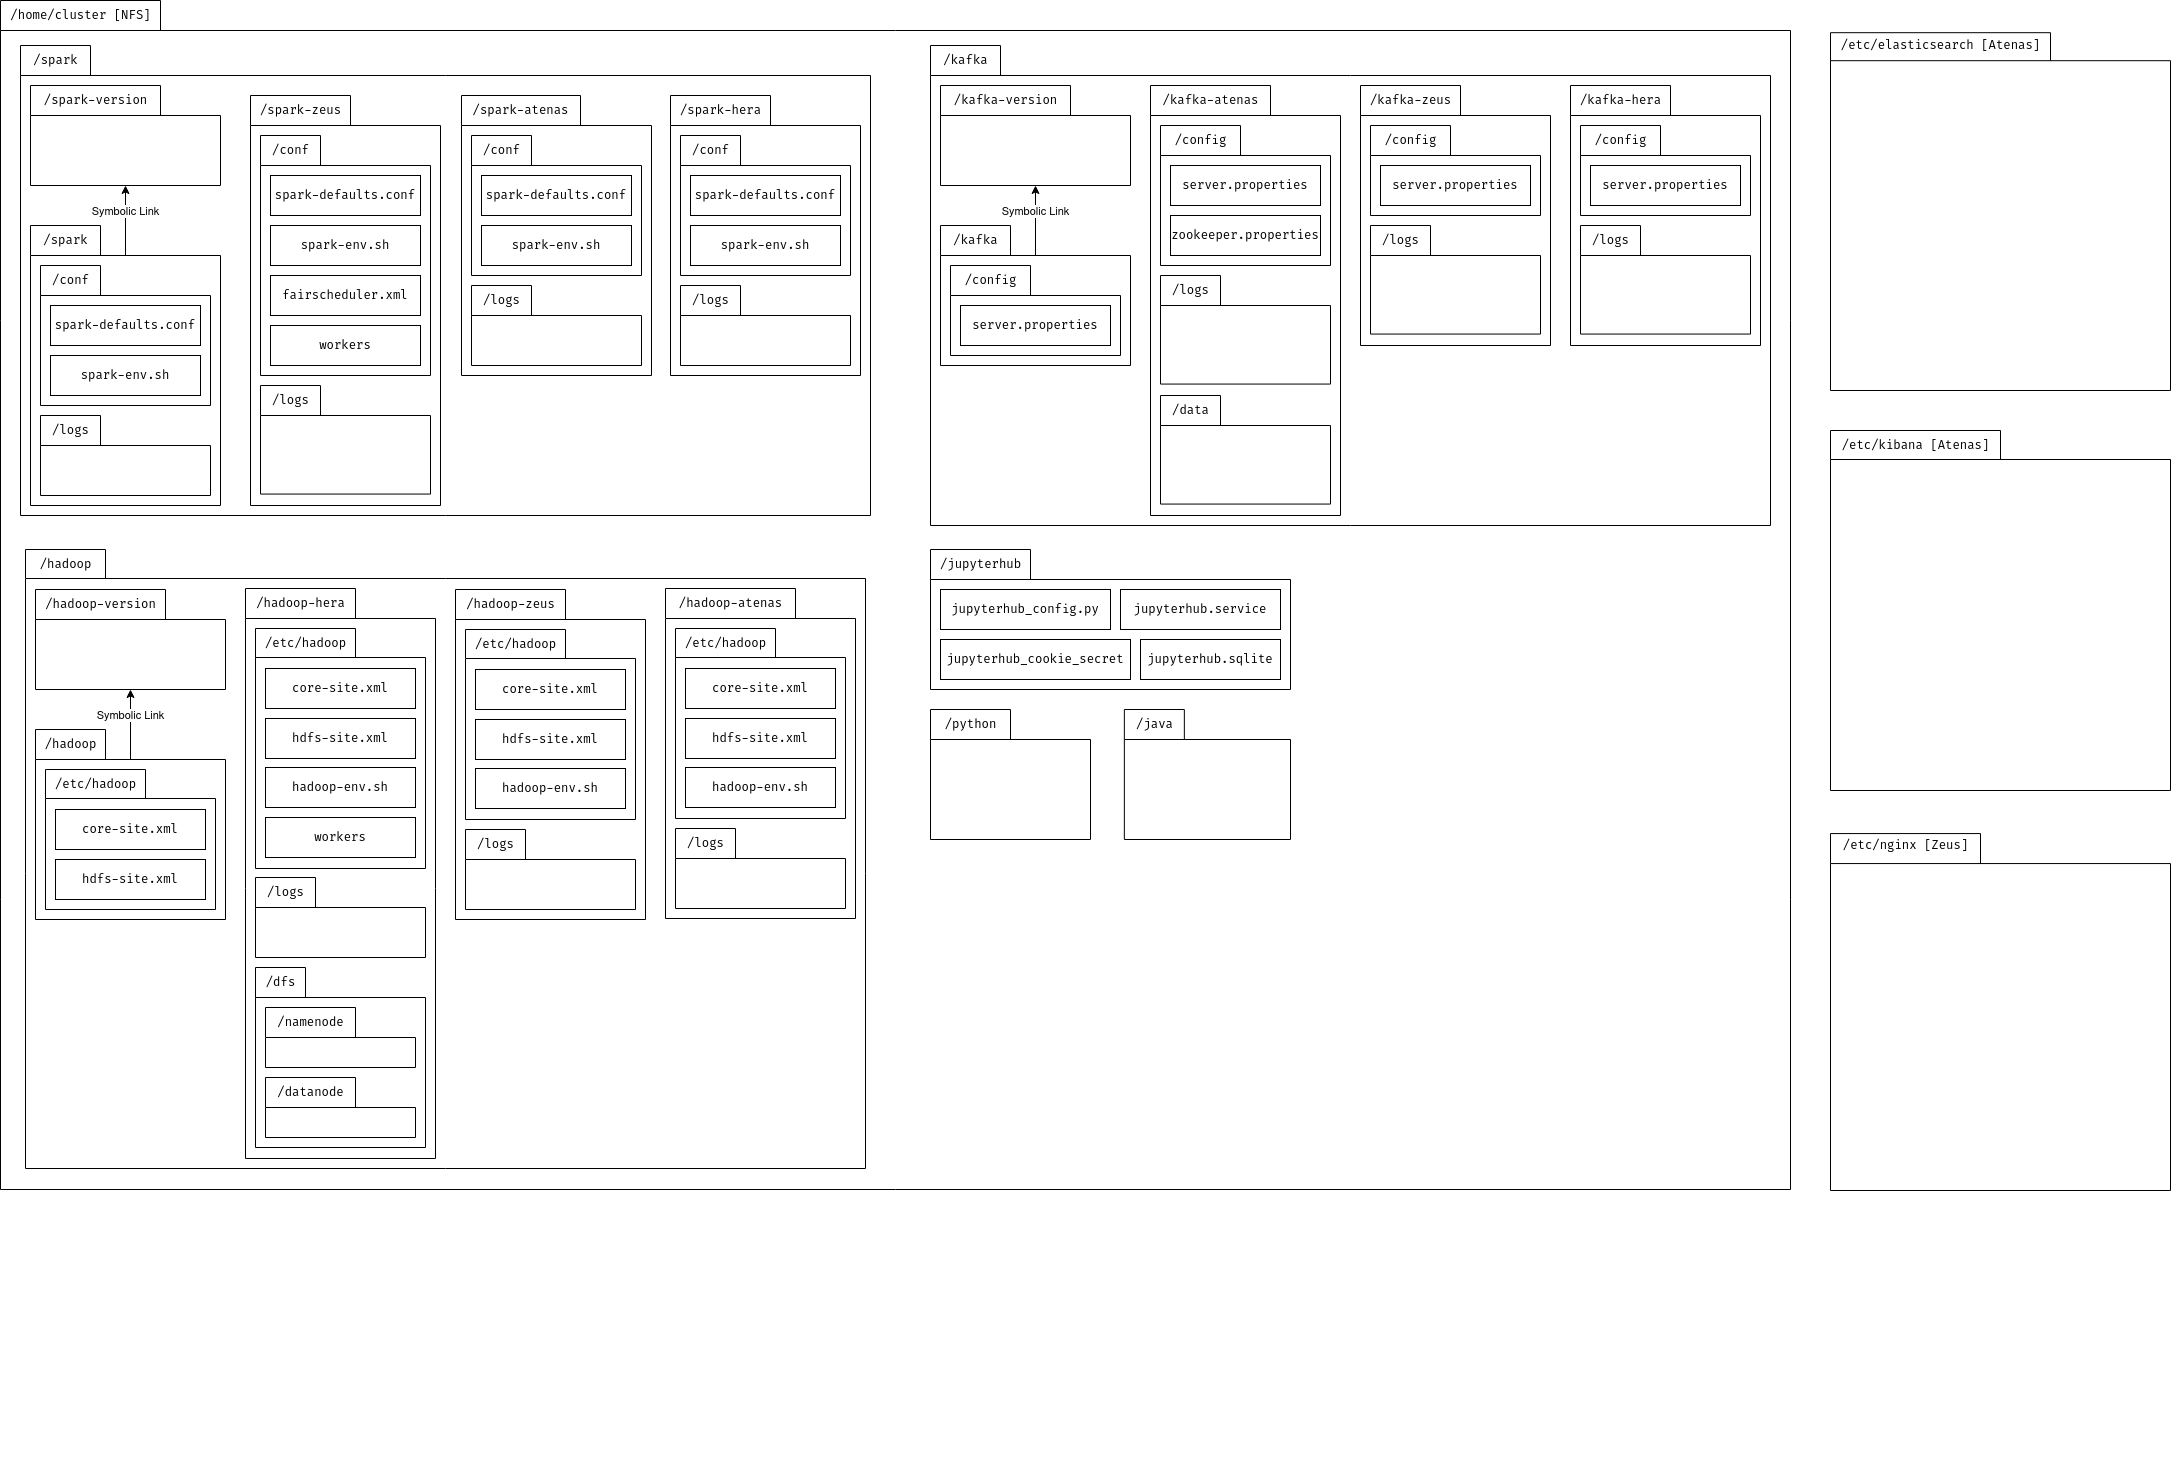 /home/cluster [NFS]
/spark
/spark-version
Symbolic Link
/spark
/conf
spark-defaults.conf
spark-env.sh
/logs
/spark-zeus
/conf
spark-defaults.conf
spark-env.sh
fairscheduler.xml
workers
/logs
/spark-atenas
/conf
spark-defaults.conf
spark-env.sh
/logs
/spark-hera
/conf
spark-defaults.conf
spark-env.sh
/logs
/kafka
/kafka-version
Symbolic Link
/kafka
/config
server.properties
/kafka-atenas
/config
server.properties
zookeeper.properties
/logs
/data
/kafka-zeus
/config
server.properties
/logs
/kafka-hera
/config
server.properties
/logs
/hadoop
/hadoop-version
Symbolic Link
/hadoop
/etc/hadoop
core-site.xml
hdfs-site.xml
/hadoop-hera
/etc/hadoop
core-site.xml
hdfs-site.xml
hadoop-env.sh
workers
/logs
/dfs
/namenode
/datanode
/hadoop-zeus
/etc/hadoop
core-site.xml
hdfs-site.xml
hadoop-env.sh
/logs
/hadoop-atenas
/etc/hadoop
core-site.xml
hdfs-site.xml
hadoop-env.sh
/logs
/jupyterhub
jupyterhub_config.py
jupyterhub.service
jupyterhub_cookie_secret
jupyterhub.sqlite
/python
/java
/etc/elasticsearch [Atenas]
/etc/kibana [Atenas]
/etc/nginx [Zeus]